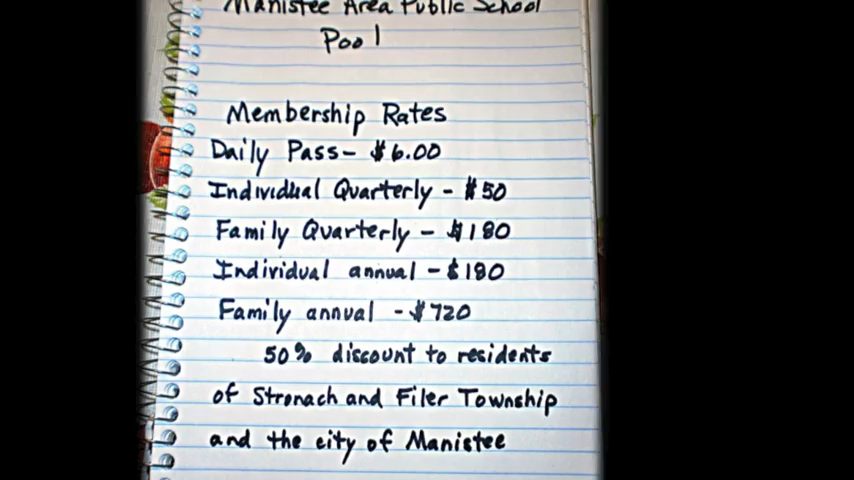 Manistee Area Public School
Pool
Membership Rates
Daily Pass- $6.00
Individual Quarterly - $50
Family Quarterly - $180
Individual annual - $180
Family annual - $720
50% discount to residents
of Stronach and Filer Township
and the city of Manistee